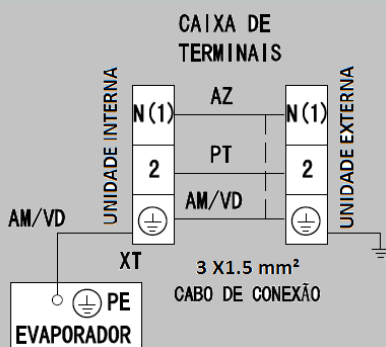 CAIXA DE
TERMINAIS
UNIDADE INTERNA
N(1)
AZ
N(1)
UNIDADE EXTERNA
2
PT
2
AM/VD
AM/VD
XT
3 X1.5 mm²
CABO DE CONEXÃO
PE
EVAPORADOR